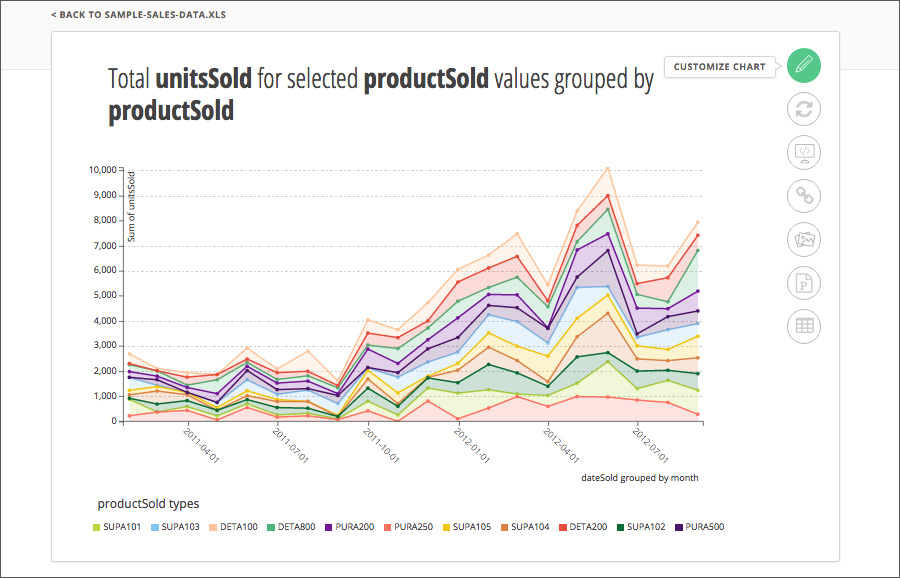 < BACK TO SAMPLE-SALES-DATA.XLS
CUSTOMIZE CHART
Total unitsSold for selected productSold values grouped by
productSold
10,000
9,000
8,000
7,000
6,000
5,000
4,000
3,000
2,000
1,000
0
Sum of unitsSold
2011-04-01
2011-07-01
2011-10-01
2012-01-01
2012-04-01
2012-07-01
dateSold grouped by month
productSold types
SUPA101 SUPA103 DETA100 DETA800 PURA200 PURA250 SUPA105 SUPA104 DETA200 SUPA102 PURA500
P